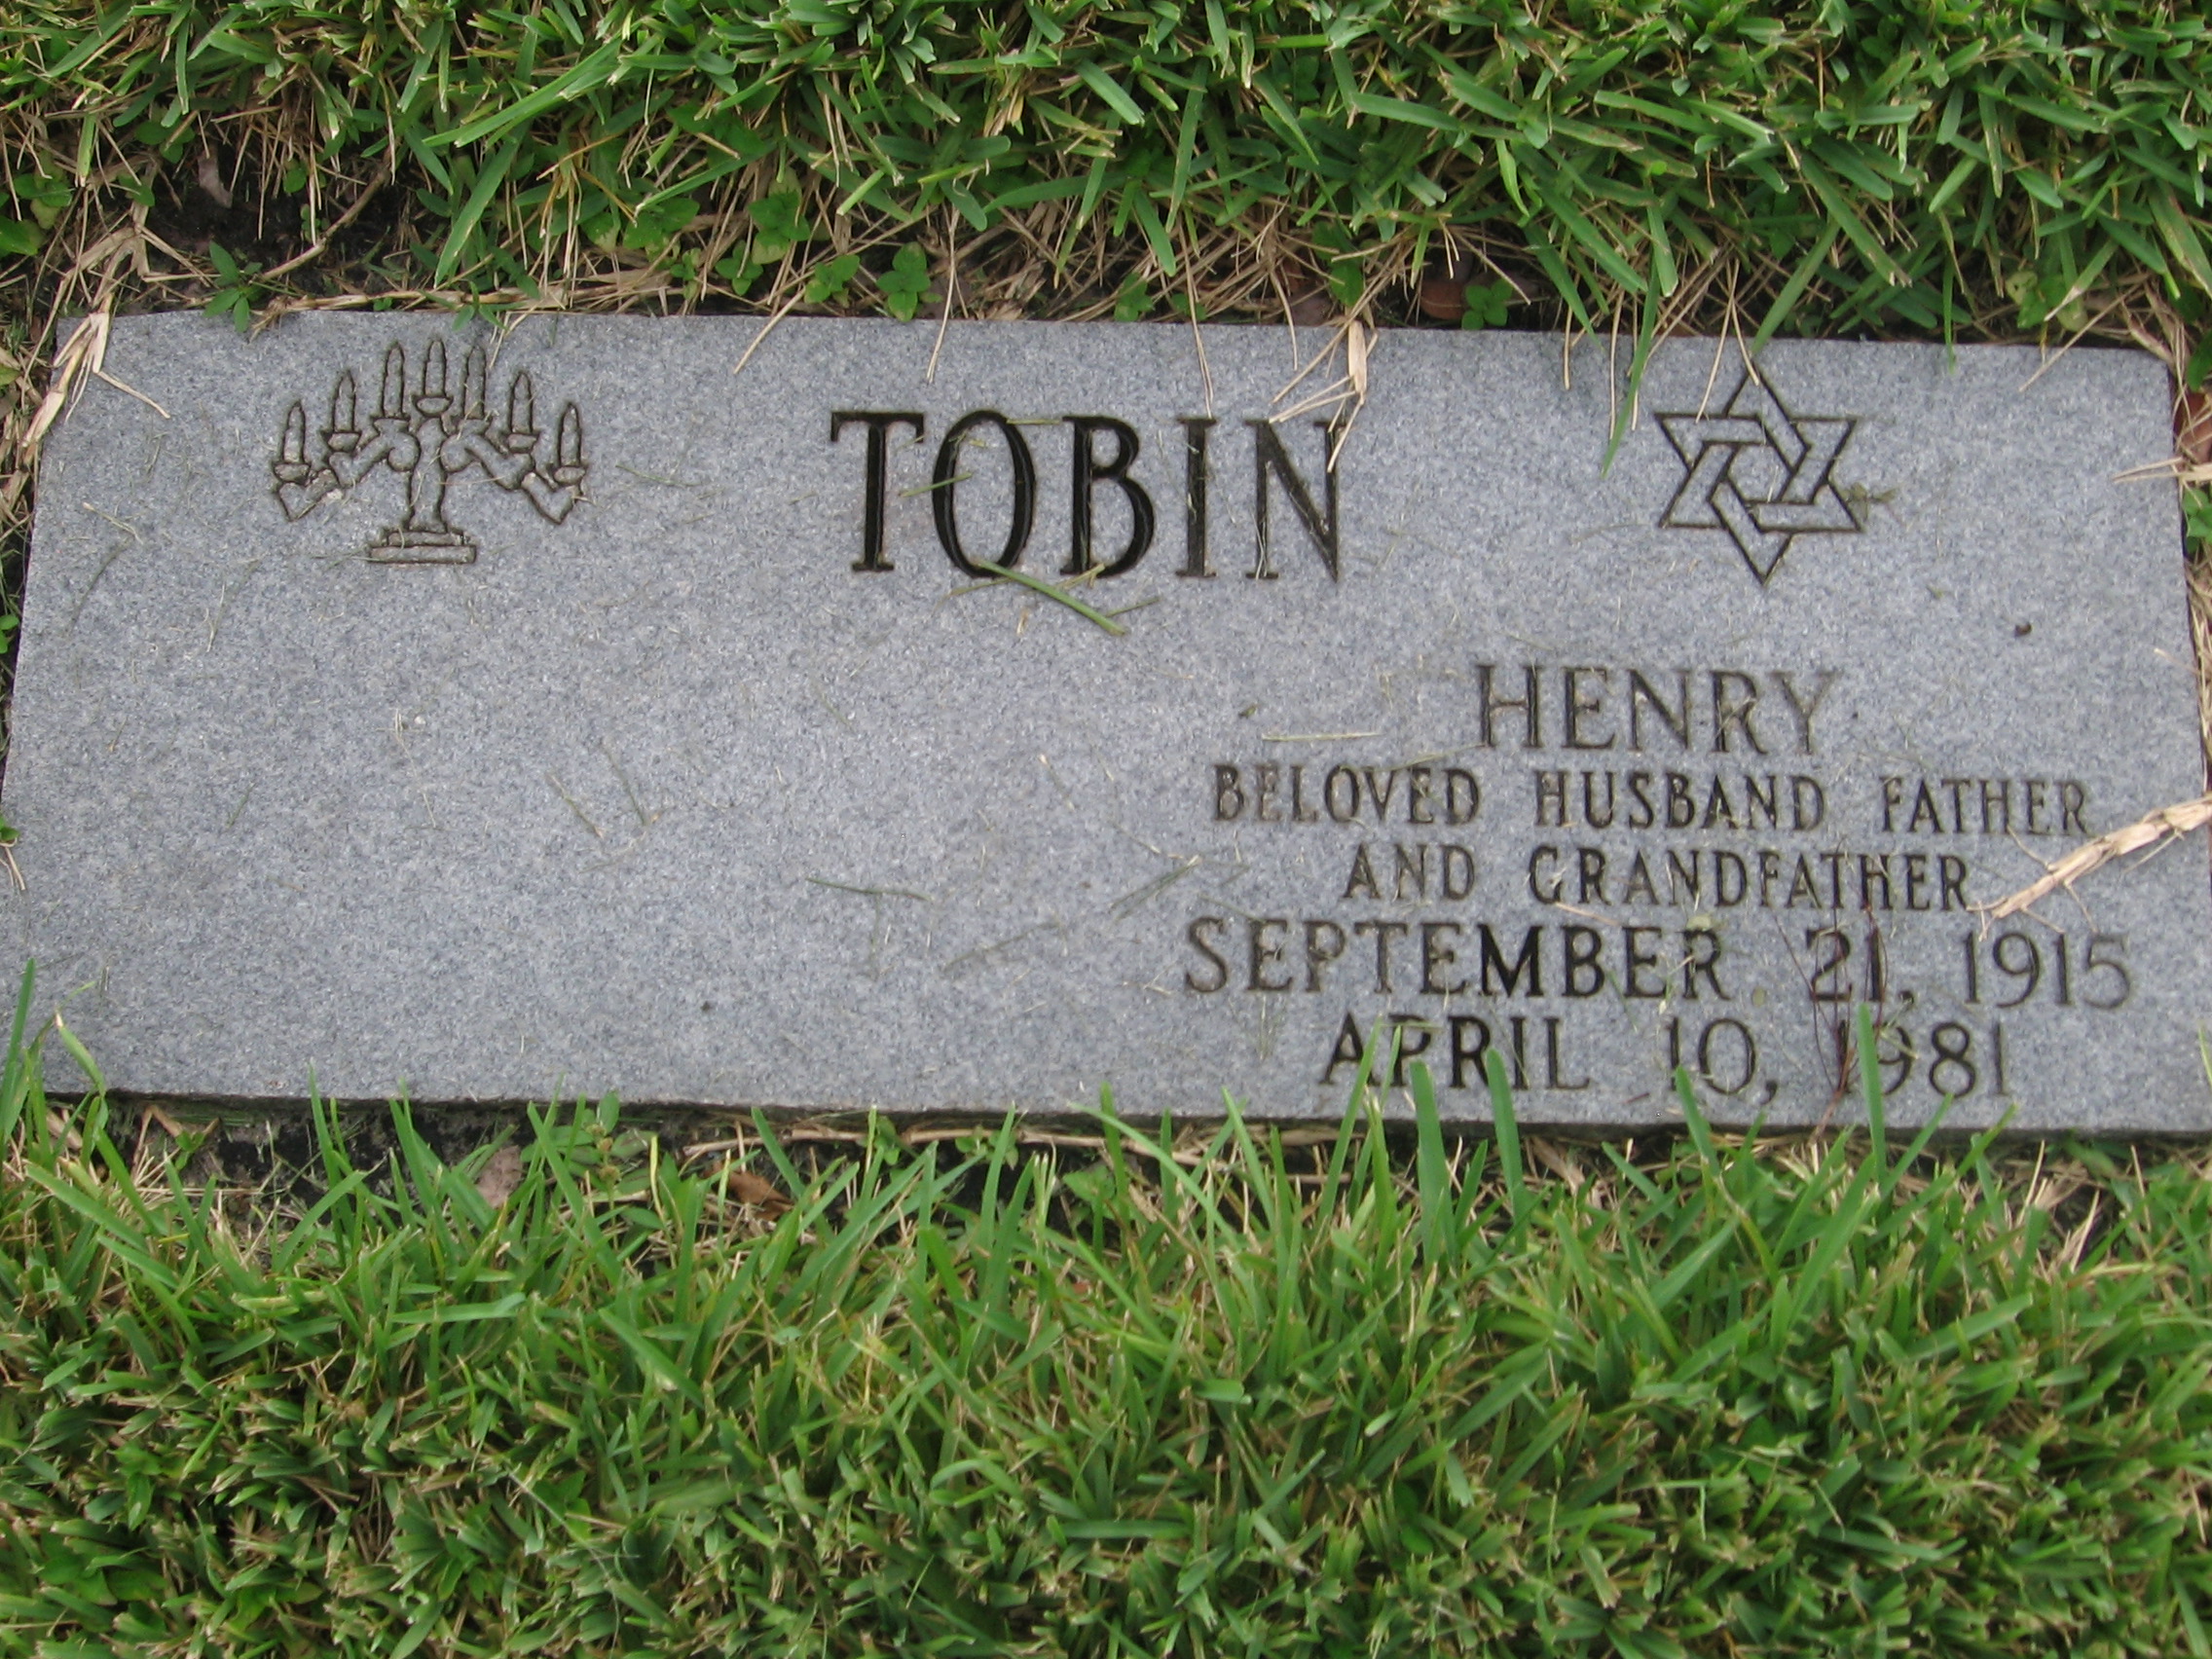 TOBIN
HENRY
BELOVED HUSBAND FATHER
AND GRANDFATHER
SEPTEMBER 21, 1915
APRIL 10, 1981